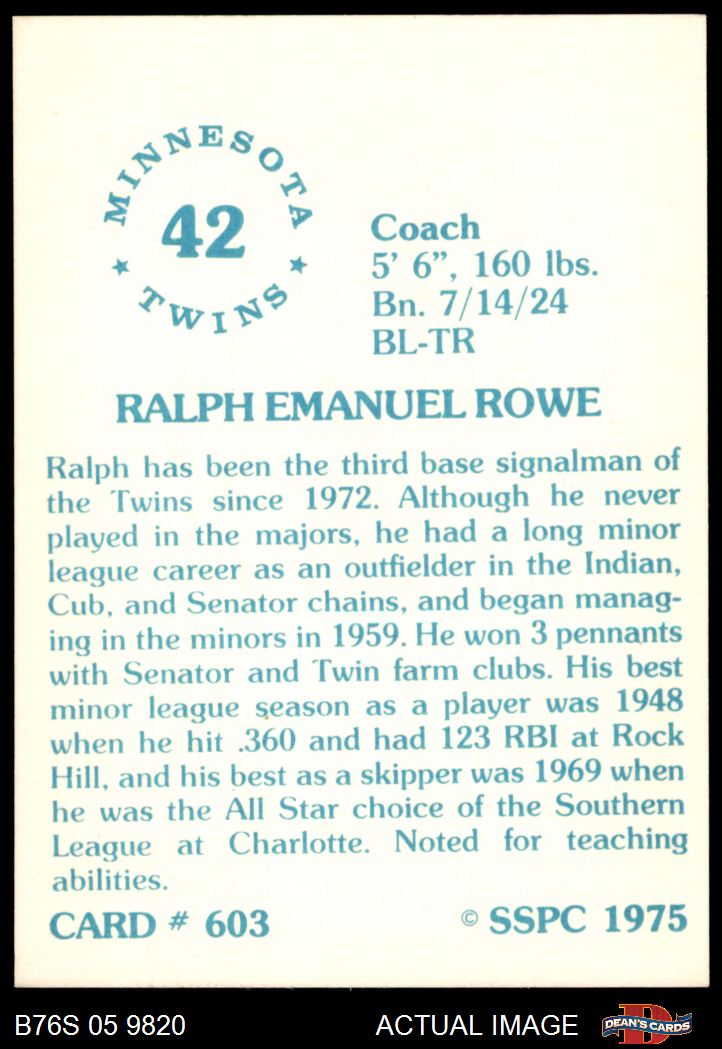 MINNESOTA
42
★ TWINS ★
Coach
5' 6”, 160 lbs.
Bn. 7/14/24
BL-TR
RALPH EMANUEL ROWE
Ralph has been the third base signalman of
the Twins since 1972. Although he never
played in the majors, he had a long minor
league career as an outfielder in the Indian,
Cub, and Senator chains, and began manag-
ing in the minors in 1959. He won 3 pennants
with Senator and Twin farm clubs. His best
minor league season as a player was 1948
when he hit .360 and had 123 RBI at Rock
Hill, and his best as a skipper was 1969 when
he was the All Star choice of the Southern
League at Charlotte. Noted for teaching
abilities.
CARD # 603
© SSPC 1975
B76S 05 9820
ACTUAL IMAGE
D
DEAN'S CARDS